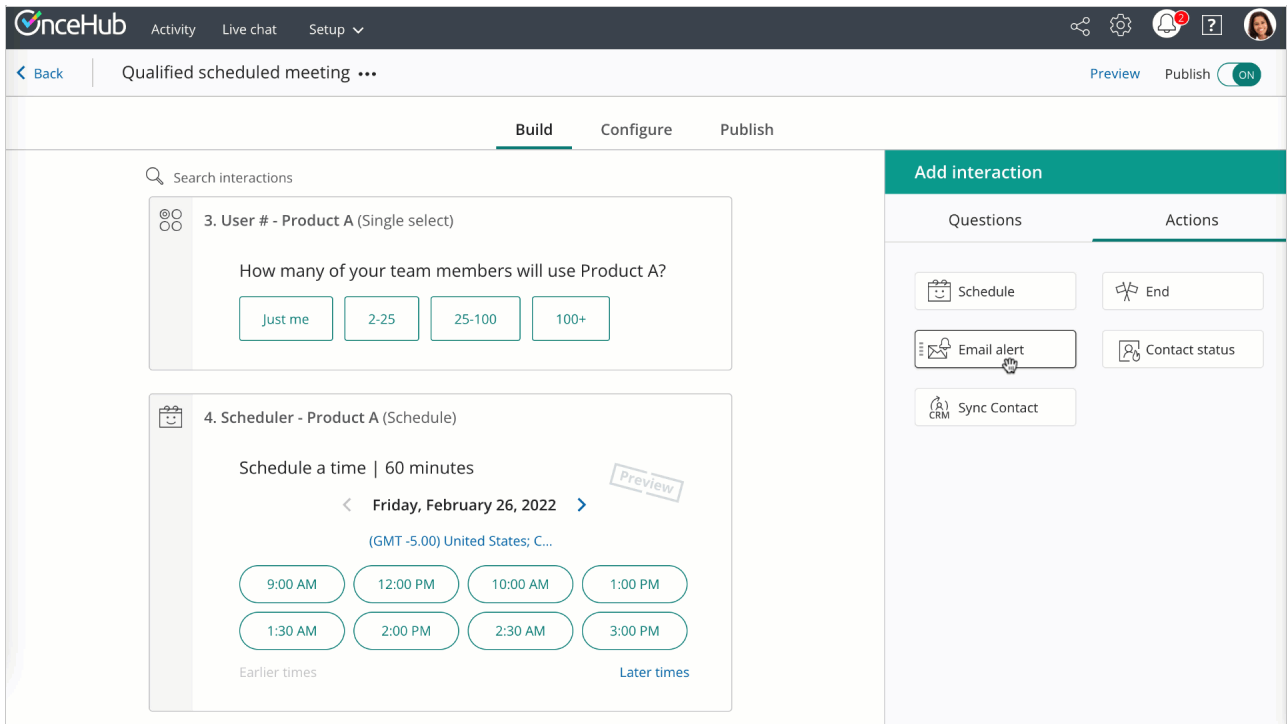 OnceHub Activity Live chat Setup 2 ?
Back Qualified scheduled meeting ••• Preview Publish ON
Build Configure Publish
Search interactions
3. User # - Product A (Single select)
How many of your team members will use Product A?
Just me 2-25 25-100 100+
4. Scheduler - Product A (Schedule)
Schedule a time | 60 minutes
Preview
Friday, February 26, 2022
(GMT -5.00) United States; C...
9:00 AM 12:00 PM 10:00 AM 1:00 PM
1:30 AM 2:00 PM 2:30 AM 3:00 PM
Earlier times Later times
Add interaction
Questions Actions
Schedule End
Email alert Contact status
CRM Sync Contact